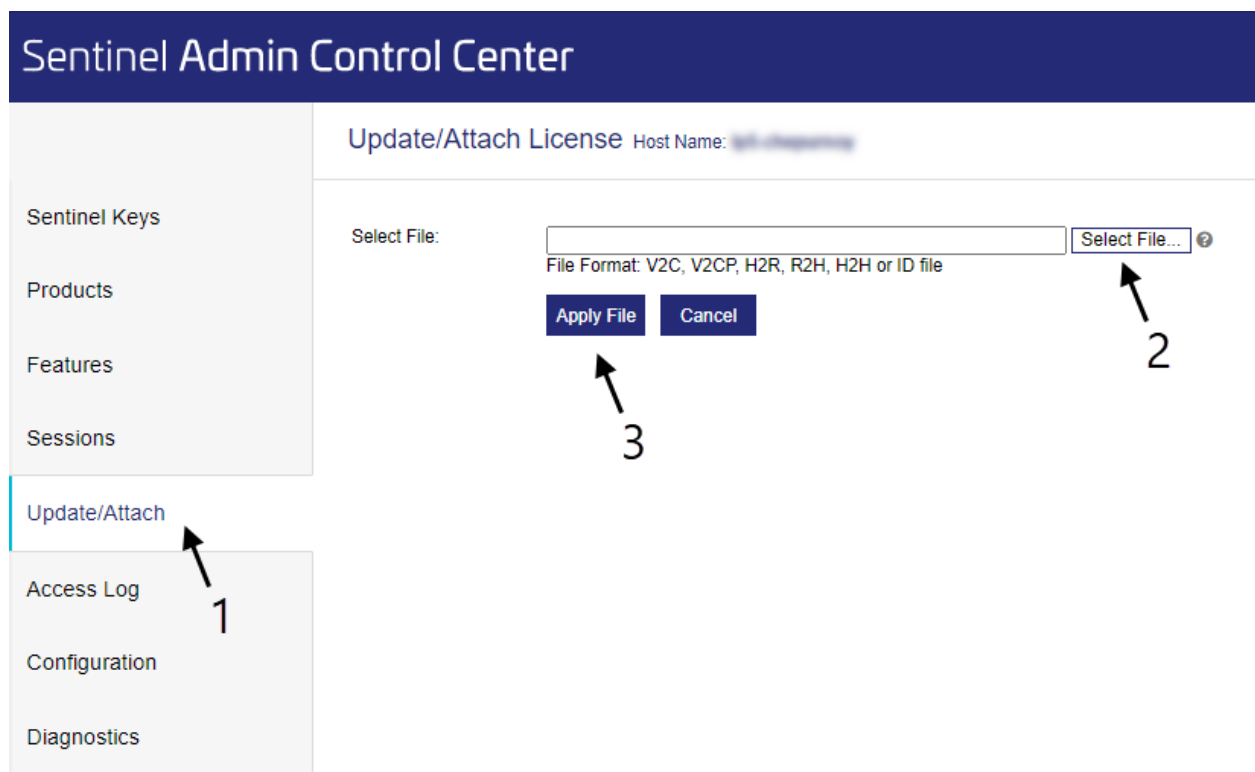 Sentinel Admin Control Center
Update/Attach License Host Name:
Sentinel Keys
Select File:
Select File...
File Format: V2C, V2CP, H2R, R2H, H2H or ID file
Products
Apply File
Cancel
2
Features
3
Sessions
Update/Attach
1
Access Log
Configuration
Diagnostics